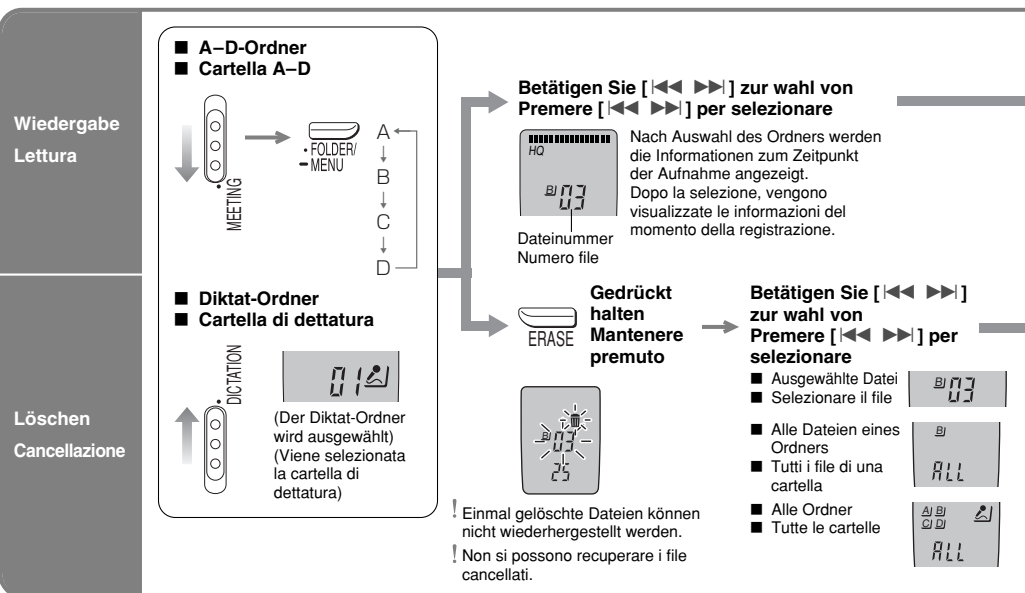 Wiedergabe
Lettura
■ A–D-Ordner
■ Cartella A–D
MEETING
• FOLDER/
– MENU
A
B
C
D
■ Diktat-Ordner
■ Cartella di dettatura
DICTATION
01
(Der Diktat-Ordner
wird ausgewählt)
(Viene selezionata
la cartella di
dettatura)
Betätigen Sie [ |◀◀ ▶▶| ] zur wahl von
Premere [ |◀◀ ▶▶| ] per selezionare
HQ
B 03
Dateinummer
Numero file
Nach Auswahl des Ordners werden
die Informationen zum Zeitpunkt
der Aufnahme angezeigt.
Dopo la selezione, vengono
visualizzate le informazioni del
momento della registrazione.
Löschen
Cancellazione
ERASE
Gedrückt
halten
Mantenere
premuto
B 03
25
! Einmal gelöschte Dateien können
nicht wiederhergestellt werden.
! Non si possono recuperare i file
cancellati.
Betätigen Sie [ |◀◀ ▶▶| ]
zur wahl von
Premere [ |◀◀ ▶▶| ] per
selezionare
■ Ausgewählte Datei
■ Selezionare il file
B 03
■ Alle Dateien eines
Ordners
■ Tutti i file di una
cartella
B
ALL
■ Alle Ordner
■ Tutte le cartelle
A B
C D
ALL